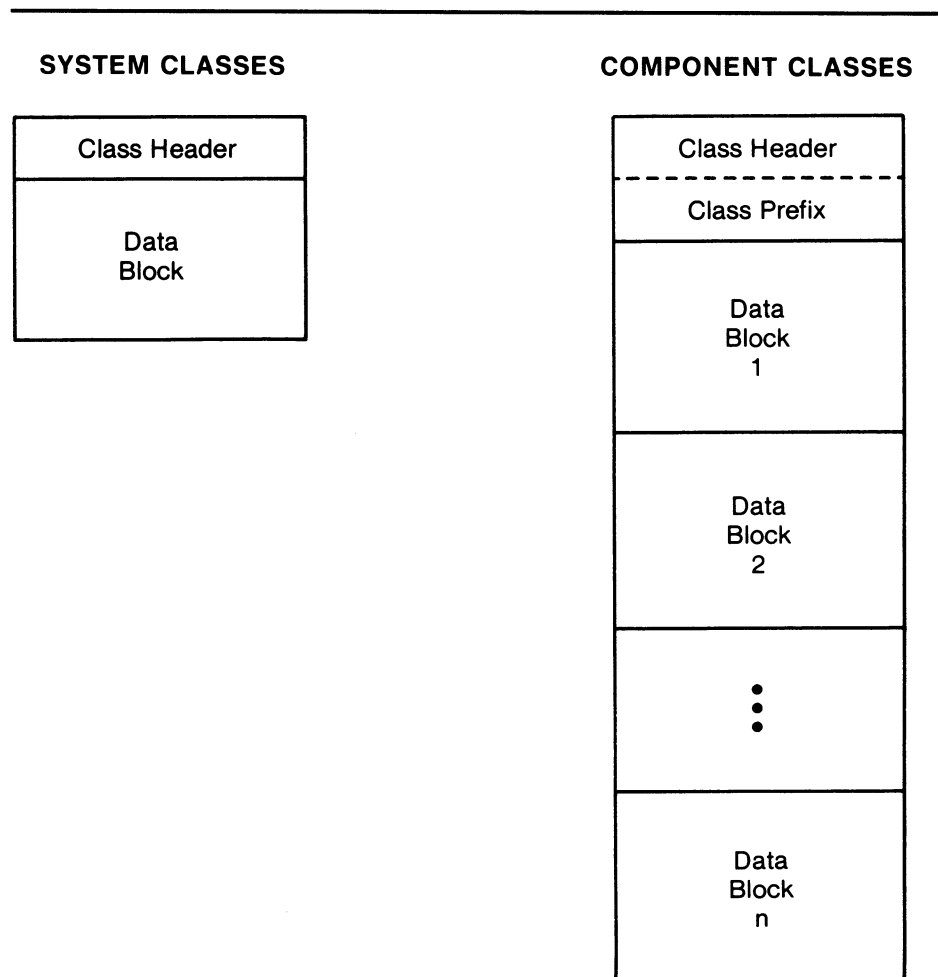 SYSTEM CLASSES
Class Header
Data
Block
COMPONENT CLASSES
Class Header
Class Prefix
Data
Block
1
Data
Block
2
Data
Block
n